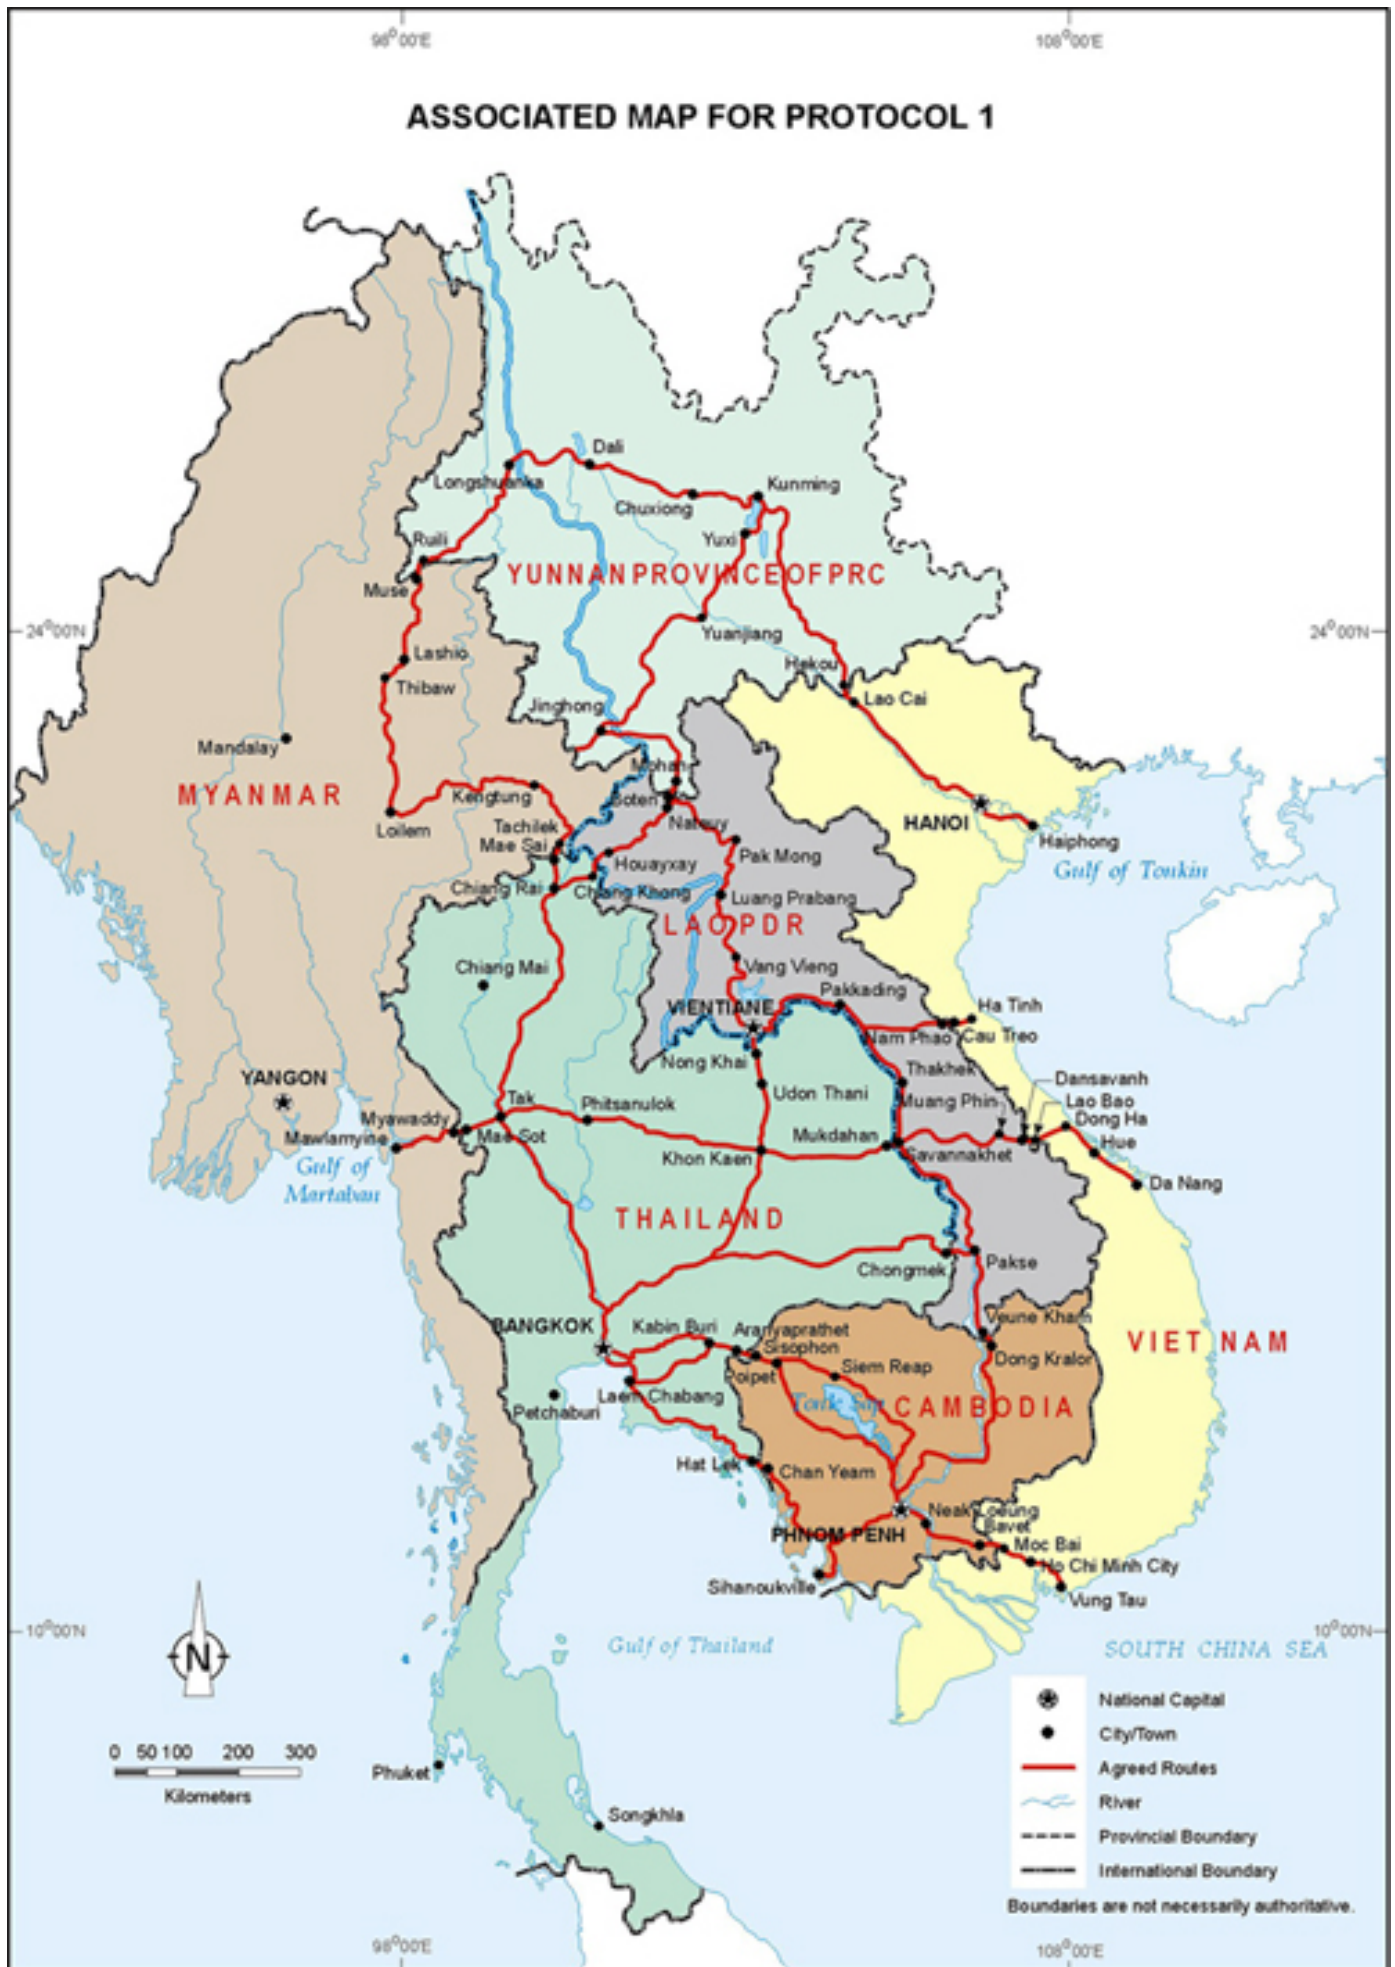 98°00'E
108°00'E
ASSOCIATED MAP FOR PROTOCOL 1
Dali
Longshuanka
Kunming
Chuxiong
Yuxi
Ruili
YUNNAN PROVINCE OF PRC
Muse
24°00'N
24°00'N
Yuanjiang
Lashio
Hekou
Thibaw
Lao Cai
Jinghong
Mandalay
Mohan
MYANMAR
Kengtung
Boten
HANOI
Loilem
Tachilek
Nateuy
Haiphong
Mae Sai
Pak Mong
Houayxay
Gulf of Tonkin
Chiang Rai
Chiang Khong
Luang Prabang
LAO PDR
Chiang Mai
Vang Vieng
Pakkading
VIENTIANE
Ha Tinh
Nam Phao
Cau Treo
Nong Khai
Thakhek
YANGON
Udon Thani
Dansavanh
Tak
Phitsanulok
Muang Phin
Lao Bao
Myawaddy
Dong Ha
Mawlamyine
Mae Sot
Mukdahan
Hue
Khon Kaen
Savannakhet
Gulf of
Martaban
Da Nang
THAILAND
Chongmek
Pakse
BANGKOK
Kabin Buri
Aranyaprathet
Veune Kham
Sisophon
VIET NAM
Poipet
Siem Reap
Dong Kralor
Laem Chabang
Petchaburi
Tonle Sap
CAMBODIA
Hat Lek
Chan Yeam
Neak Loeung
Bavet
PHNOM PENH
Moc Bai
Ho Chi Minh City
Sihanoukville
Vung Tau
10°00'N
10°00'N
Gulf of Thailand
SOUTH CHINA SEA
N
National Capital
City/Town
0 50 100 200 300
Kilometers
Agreed Routes
Phuket
River
Songkhla
Provincial Boundary
International Boundary
Boundaries are not necessarily authoritative.
98°00'E
108°00'E